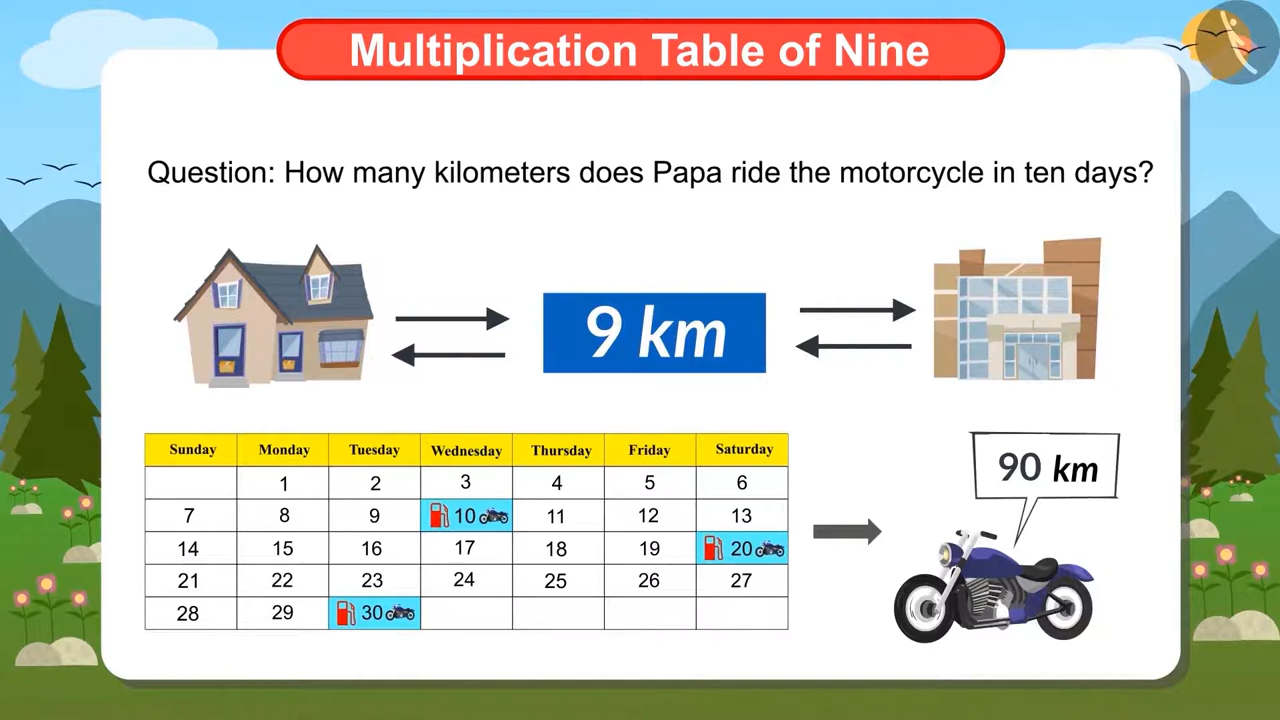 Multiplication Table of Nine
Question: How many kilometers does Papa ride the motorcycle in ten days?
9 km
Sunday Monday Tuesday Wednesday Thursday Friday Saturday
1 2 3 4 5 6
7 8 9 10 11 12 13
14 15 16 17 18 19 20
21 22 23 24 25 26 27
28 29 30
90 km